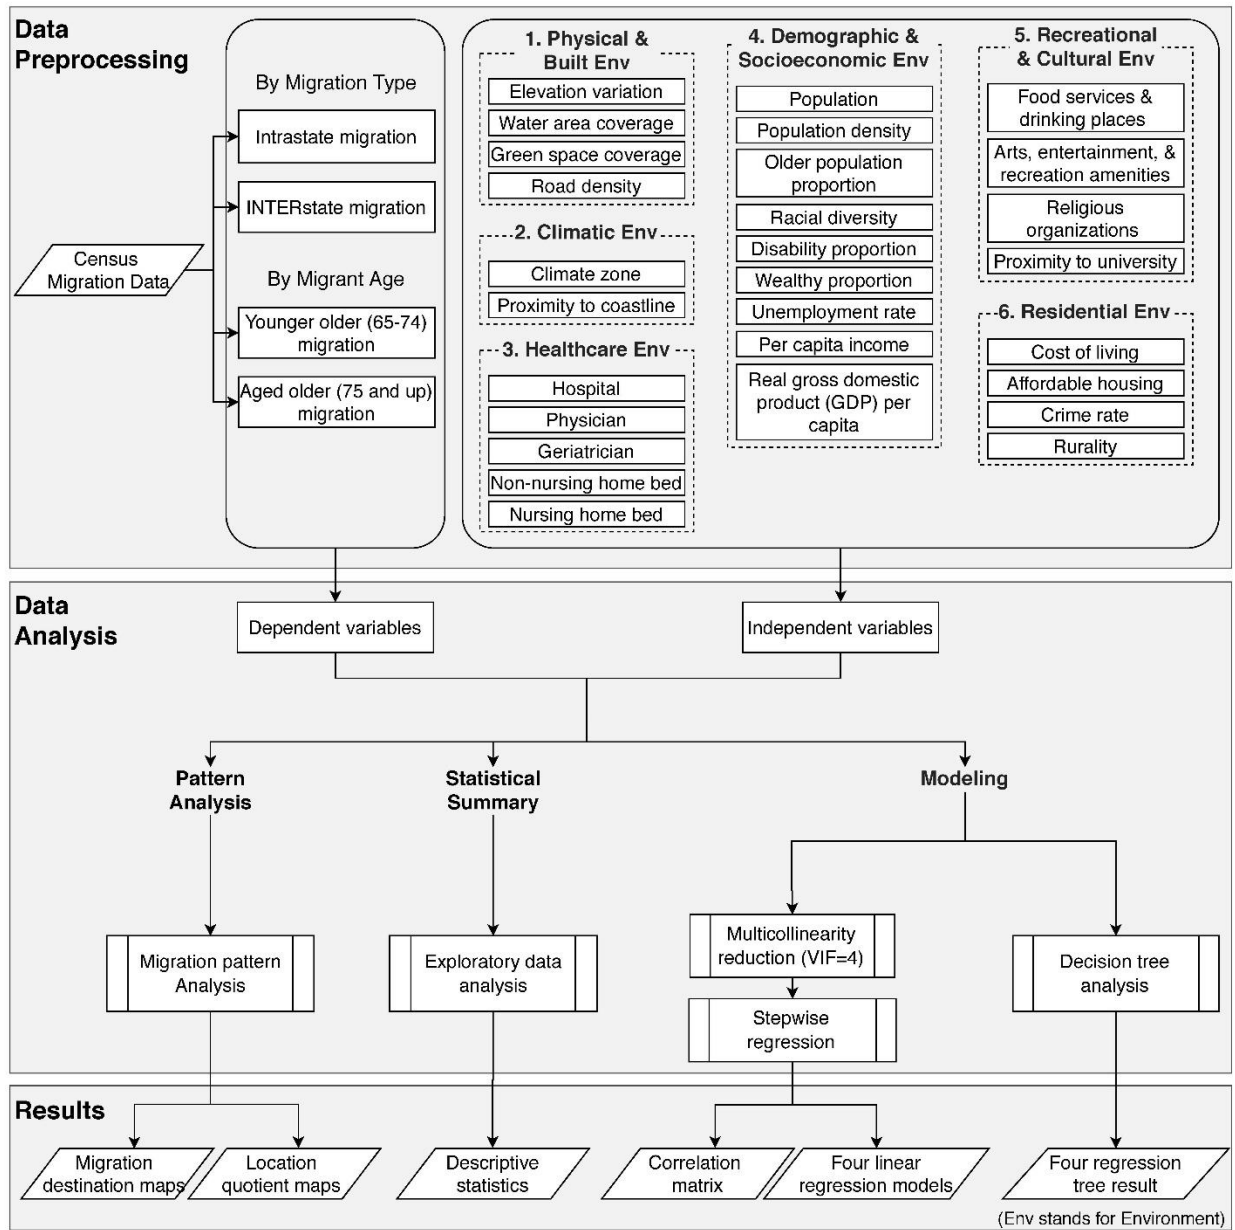 Data
Preprocessing
By Migration Type
Intrastate migration
INTERstate migration
Census
Migration Data
By Migrant Age
Younger older (65-74)
migration
Aged older (75 and up)
migration
1. Physical &
Built Env
Elevation variation
Water area coverage
Green space coverage
Road density
2. Climatic Env
Climate zone
Proximity to coastline
3. Healthcare Env
Hospital
Physician
Geriatrician
Non-nursing home bed
Nursing home bed
4. Demographic &
Socioeconomic Env
Population
Population density
Older population
proportion
Racial diversity
Disability proportion
Wealthy proportion
Unemployment rate
Per capita income
Real gross domestic
product (GDP) per
capita
5. Recreational
& Cultural Env
Food services &
drinking places
Arts, entertainment, &
recreation amenities
Religious
organizations
Proximity to university
6. Residential Env
Cost of living
Affordable housing
Crime rate
Rurality
Data
Analysis
Dependent variables
Independent variables
Pattern
Analysis
Statistical
Summary
Modeling
Migration pattern
Analysis
Exploratory data
analysis
Multicollinearity
reduction (VIF=4)
Stepwise
regression
Decision tree
analysis
Results
Migration
destination maps
Location
quotient maps
Descriptive
statistics
Correlation
matrix
Four linear
regression models
Four regression
tree result
(Env stands for Environment)